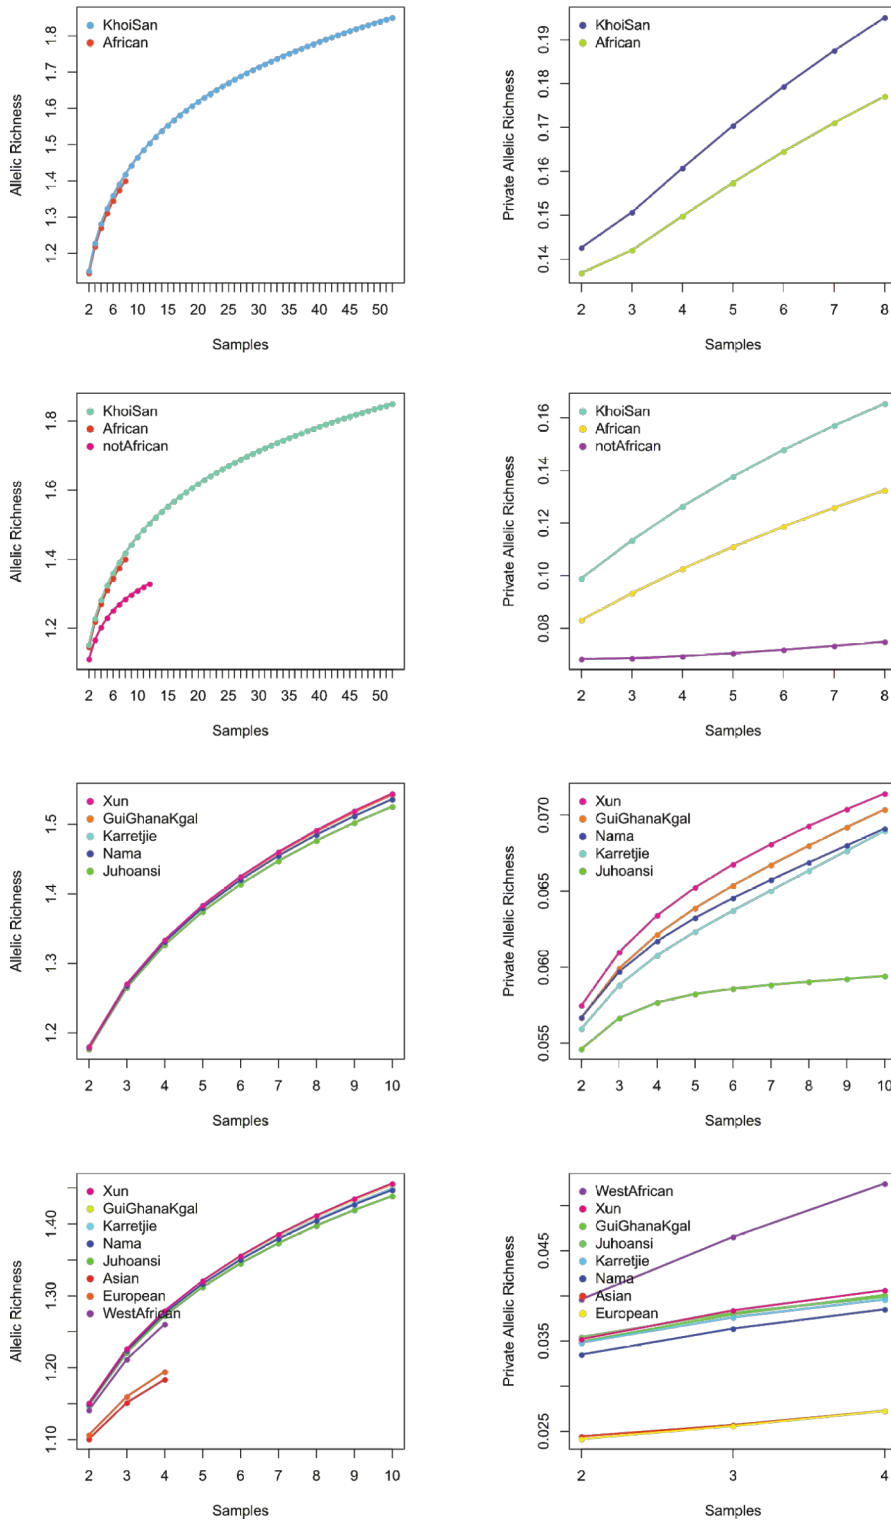 Allelic Richness
1.2 1.3 1.4 1.5 1.6 1.7 1.8
KhoiSan
African
2 6 10 15 20 25 30 35 40 45 50
Samples
Private Allelic Richness
0.14 0.15 0.16 0.17 0.18 0.19
KhoiSan
African
2 3 4 5 6 7 8
Samples
Allelic Richness
1.2 1.4 1.6 1.8
KhoiSan
African
notAfrican
2 6 10 15 20 25 30 35 40 45 50
Samples
Private Allelic Richness
0.08 0.10 0.12 0.14 0.16
KhoiSan
African
notAfrican
2 3 4 5 6 7 8
Samples
Allelic Richness
1.2 1.3 1.4 1.5
Xun
GuiGhanaKgal
Karretjie
Nama
Juhoansi
2 3 4 5 6 7 8 9 10
Samples
Private Allelic Richness
0.055 0.060 0.065 0.070
Xun
GuiGhanaKgal
Nama
Karretjie
Juhoansi
2 3 4 5 6 7 8 9 10
Samples
Allelic Richness
1.10 1.20 1.30 1.40
Xun
GuiGhanaKgal
Karretjie
Nama
Juhoansi
Asian
European
WestAfrican
2 3 4 5 6 7 8 9 10
Samples
Private Allelic Richness
0.025 0.035 0.045
WestAfrican
Xun
GuiGhanaKgal
Juhoansi
Karretjie
Nama
Asian
European
2 3 4
Samples